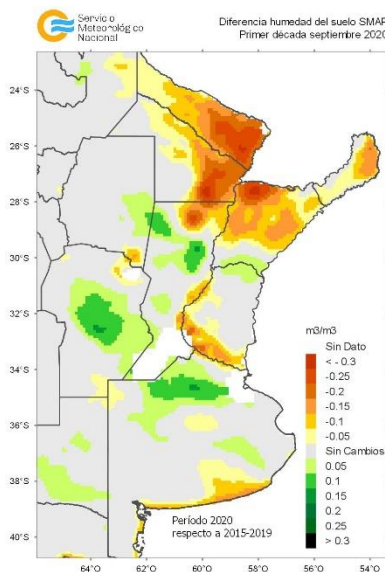 Servicio
Meteorológico
Nacional
Diferencia humedad del suelo SMAP
Primer década septiembre 2020
24°S
26°S
28°S
30°S
32°S
34°S
36°S
38°S
40°S
m3/m3
Sin Dato
< - 0.3
-0.25
-0.2
-0.15
-0.1
-0.05
Sin Cambios
0.05
0.1
0.15
0.2
0.25
> 0.3
Período 2020
respecto a 2015-2019
64°O
62°O
60°O
58°O
56°O
54°O